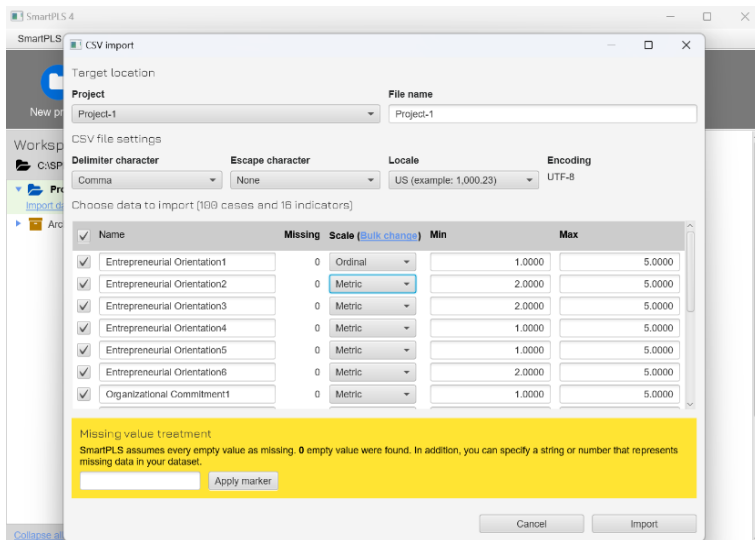 SmartPLS 4
SmartPLS
CSV import
Target location
Project
File name
Project-1
Project-1
New pr
CSV file settings
Worksp
Delimiter character
Escape character
Locale
Encoding
C:\SP
Comma
None
US (example: 1,000.23)
UTF-8
Pro
Import da
Choose data to import (100 cases and 16 indicators)
Arc
Name Missing Scale (Bulk change) Min Max
Entrepreneurial Orientation1 0 Ordinal 1.0000 5.0000
Entrepreneurial Orientation2 0 Metric 2.0000 5.0000
Entrepreneurial Orientation3 0 Metric 2.0000 5.0000
Entrepreneurial Orientation4 0 Metric 1.0000 5.0000
Entrepreneurial Orientation5 0 Metric 1.0000 5.0000
Entrepreneurial Orientation6 0 Metric 2.0000 5.0000
Organizational Commitment1 0 Metric 1.0000 5.0000
Missing value treatment
SmartPLS assumes every empty value as missing. 0 empty value were found. In addition, you can specify a string or number that represents
missing data in your dataset.
Apply marker
Cancel
Import
Collapse all